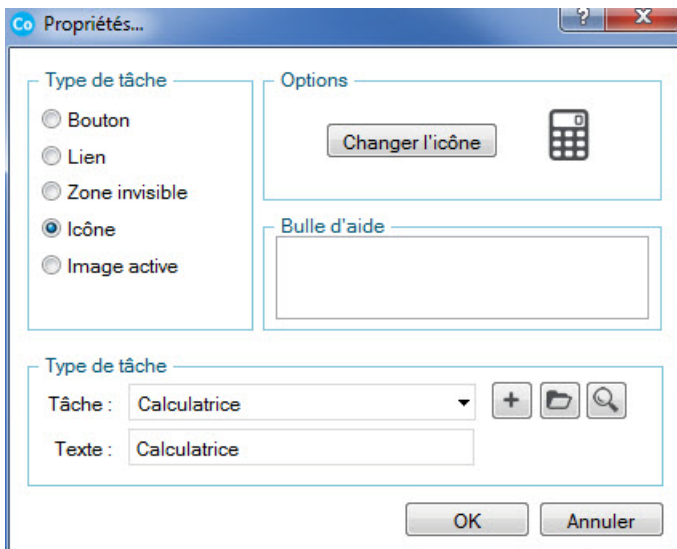 Co Propriétés...
? X
Type de tâche
Bouton
Lien
Zone invisible
Icône
Image active
Options
Changer l'icône
0
Bulle d'aide
Type de tâche
Tâche : Calculatrice
+
Texte : Calculatrice
OK
Annuler